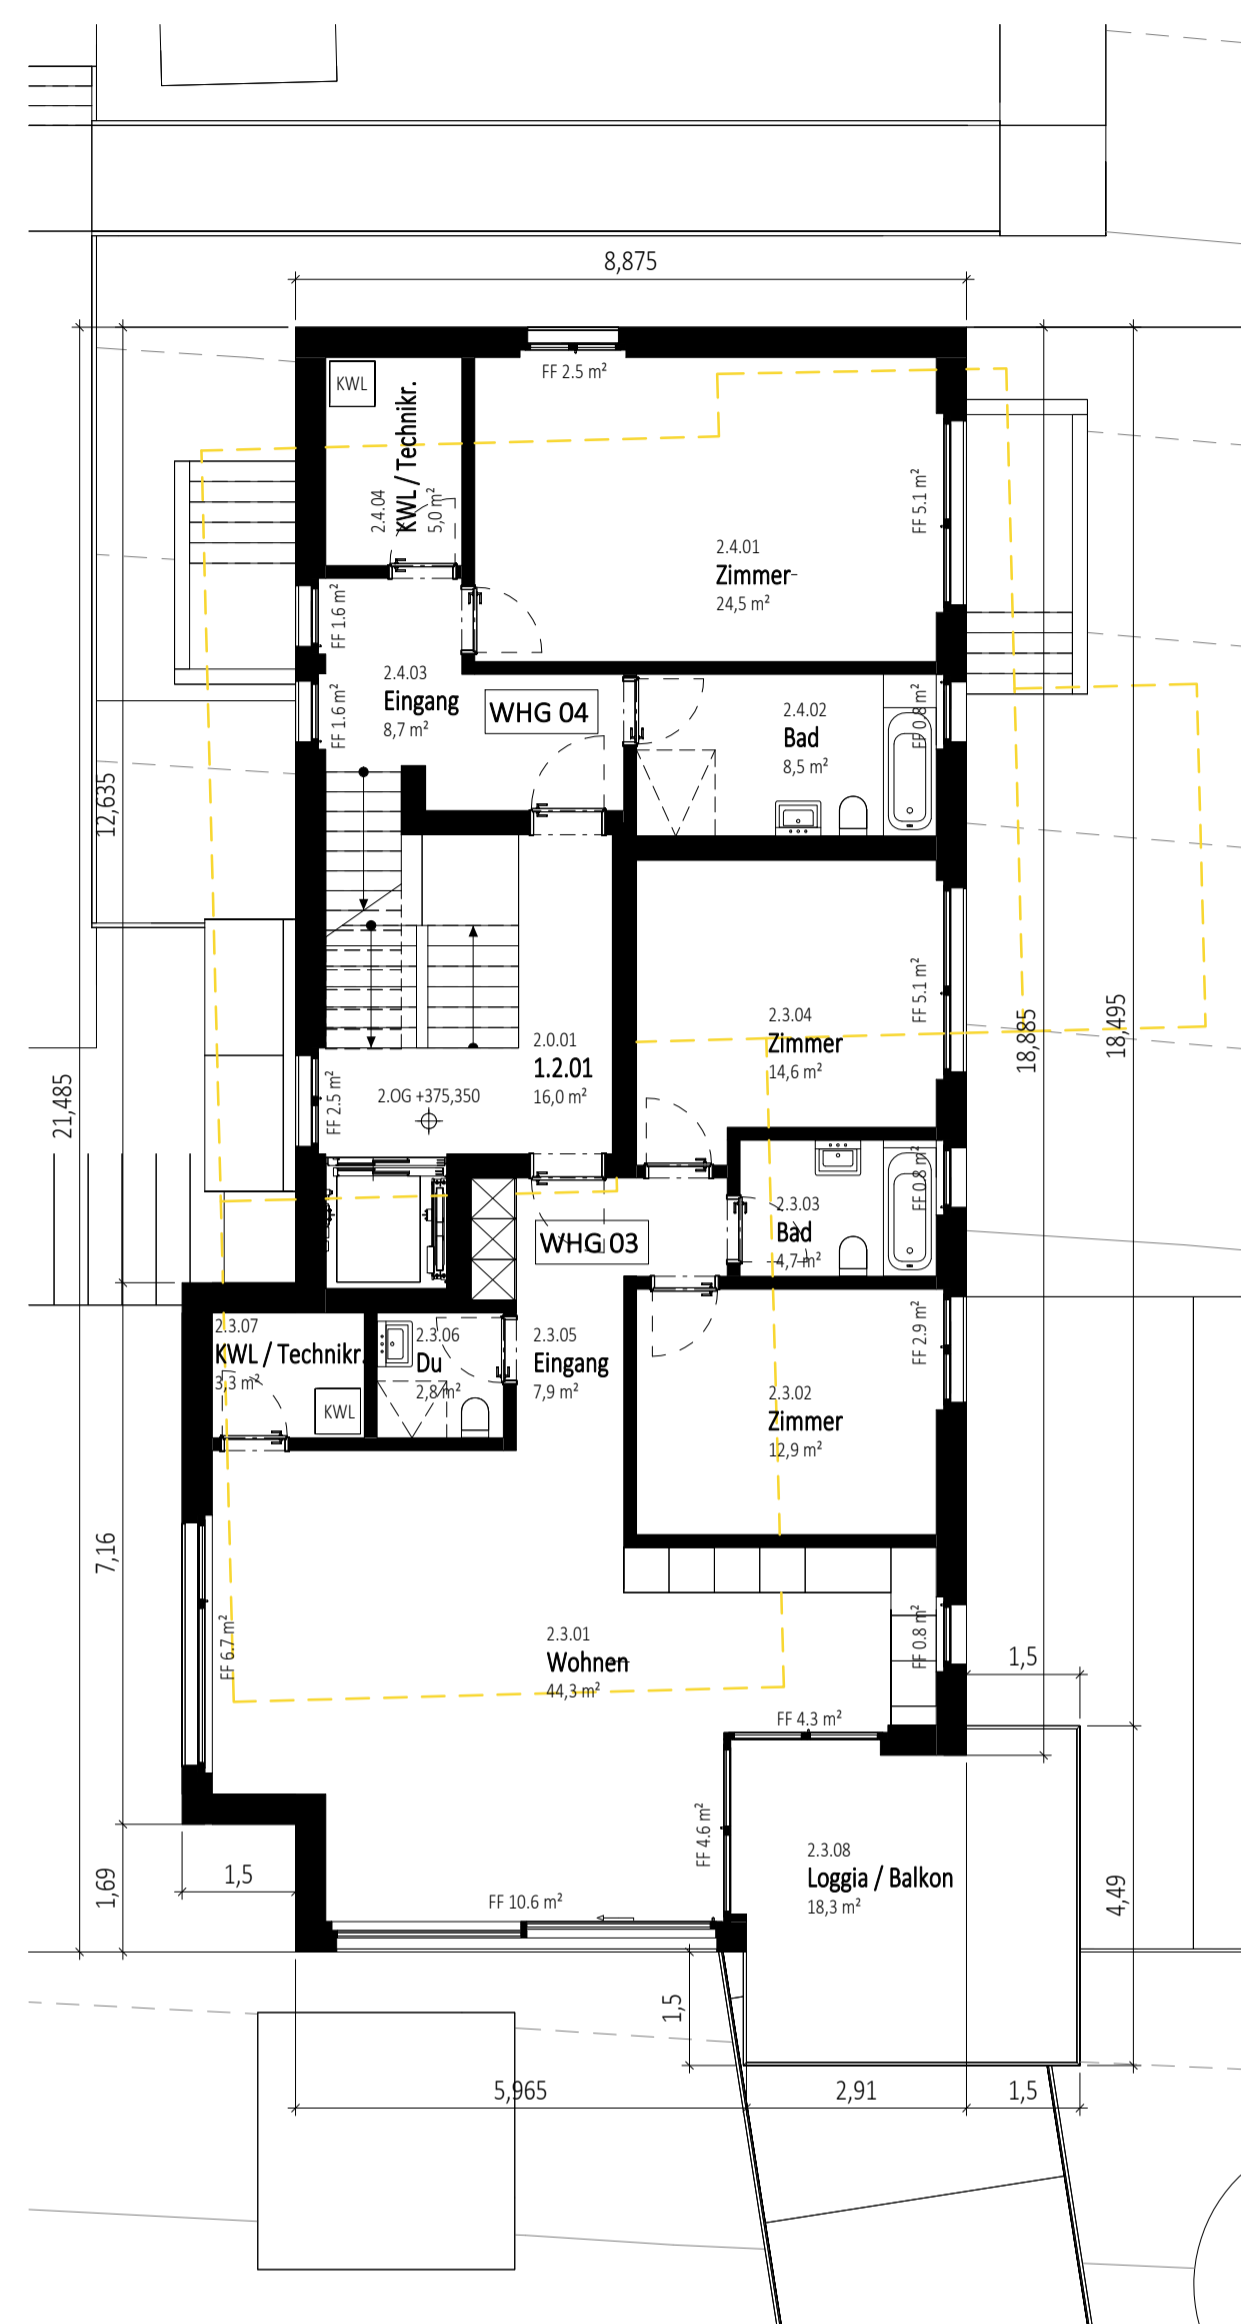 8,875
KWL
FF 2.5 m²
2.4.04
KWL / Technikr.
5,0 m²
FF 5.1 m²
2.4.01
Zimmer
24,5 m²
FF 1.6 m²
2.4.03
Eingang
8,7 m²
WHG 04
FF 1.6 m²
2.4.02
Bad
8,5 m²
FF 0.8 m²
12,635
FF 5.1 m²
2.3.04
Zimmer
14,6 m²
18,885
18,495
2.0.01
1.2.01
16,0 m²
2.OG +375,350
FF 2.5 m²
21,485
2.3.03
Bad
4,7 m²
FF 0.8 m²
WHG 03
2.3.07
KWL / Technikr.
3,3 m²
KWL
2.3.06
Du
2,8 m²
2.3.05
Eingang
7,9 m²
FF 2.9 m²
2.3.02
Zimmer
12,9 m²
7,16
FF 6.7 m²
2.3.01
Wohnen
44,3 m²
FF 0.8 m²
1,5
FF 4.3 m²
FF 4.6 m²
2.3.08
Loggia / Balkon
18,3 m²
1,69
1,5
FF 10.6 m²
4,49
1,5
5,965
2,91
1,5